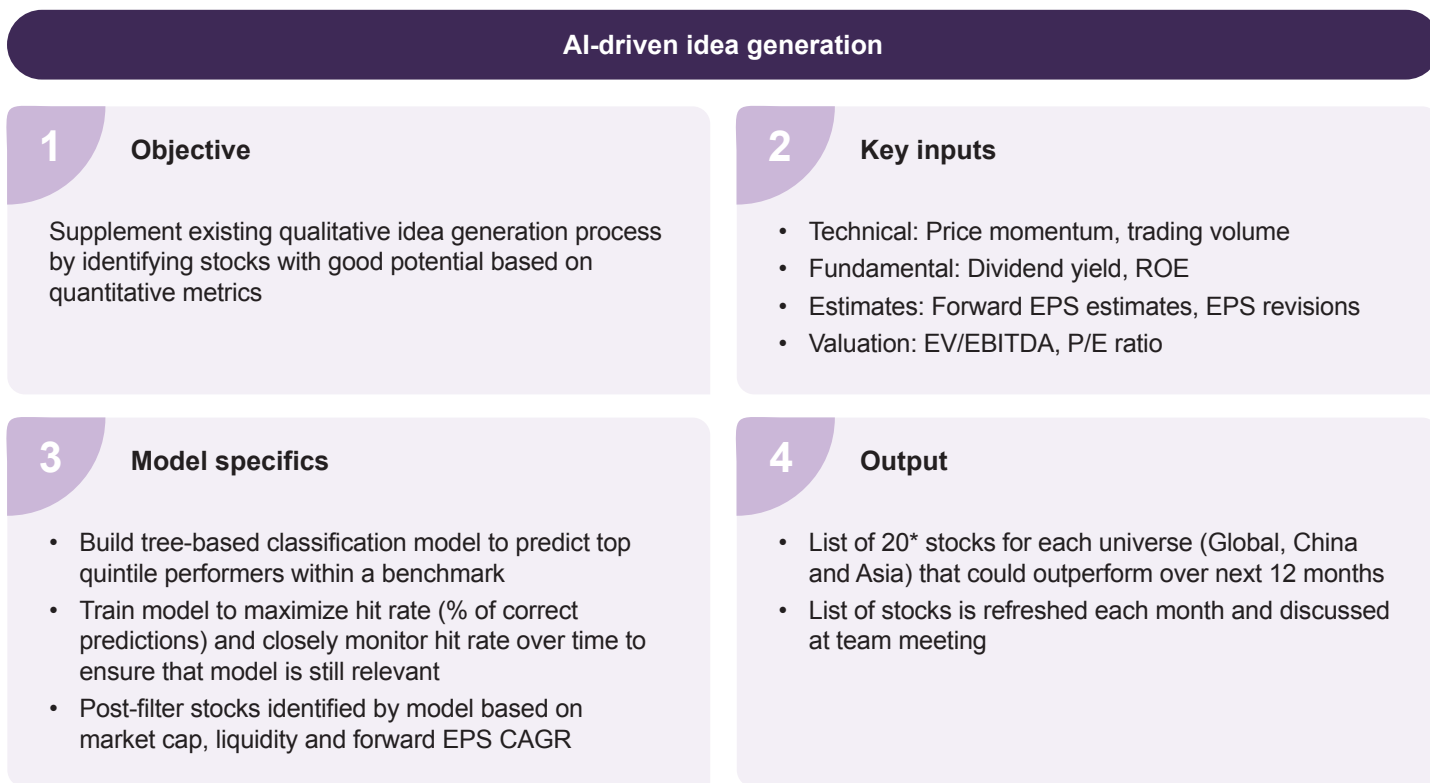 AI-driven idea generation
1
Objective
Supplement existing qualitative idea generation process
by identifying stocks with good potential based on
quantitative metrics
2
Key inputs
• Technical: Price momentum, trading volume
• Fundamental: Dividend yield, ROE
• Estimates: Forward EPS estimates, EPS revisions
• Valuation: EV/EBITDA, P/E ratio
3
Model specifics
• Build tree-based classification model to predict top
quintile performers within a benchmark
• Train model to maximize hit rate (% of correct
predictions) and closely monitor hit rate over time to
ensure that model is still relevant
• Post-filter stocks identified by model based on
market cap, liquidity and forward EPS CAGR
4
Output
• List of 20* stocks for each universe (Global, China
and Asia) that could outperform over next 12 months
• List of stocks is refreshed each month and discussed
at team meeting